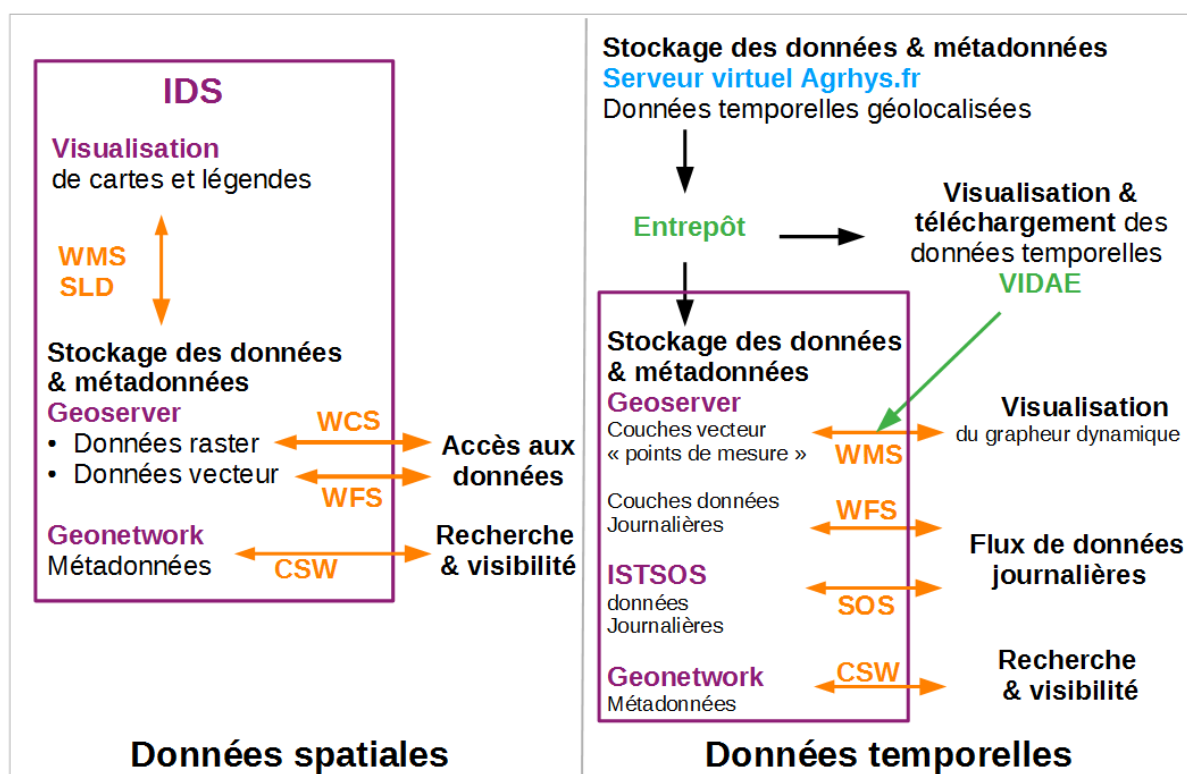 IDS
Visualisation
de cartes et légendes
WMS
SLD
Stockage des données
& métadonnées
Geoserver
• Données raster
• Données vecteur
WCS
WFS
Accès aux
données
Geonetwork
Métadonnées
CSW
Recherche
& visibilité
Données spatiales
Stockage des données & métadonnées
Serveur virtuel Agrhys.fr
Données temporelles géolocalisées
Entrepôt
Visualisation &
téléchargement des
données temporelles
VIDAE
Stockage des données
& métadonnées
Geoserver
Couches vecteur
« points de mesure »
WMS
Visualisation
du grapheur dynamique
Couches données
Journalières
WFS
Flux de données
journalières
ISTSOS
données
Journalières
SOS
Geonetwork
Métadonnées
CSW
Recherche
& visibilité
Données temporelles